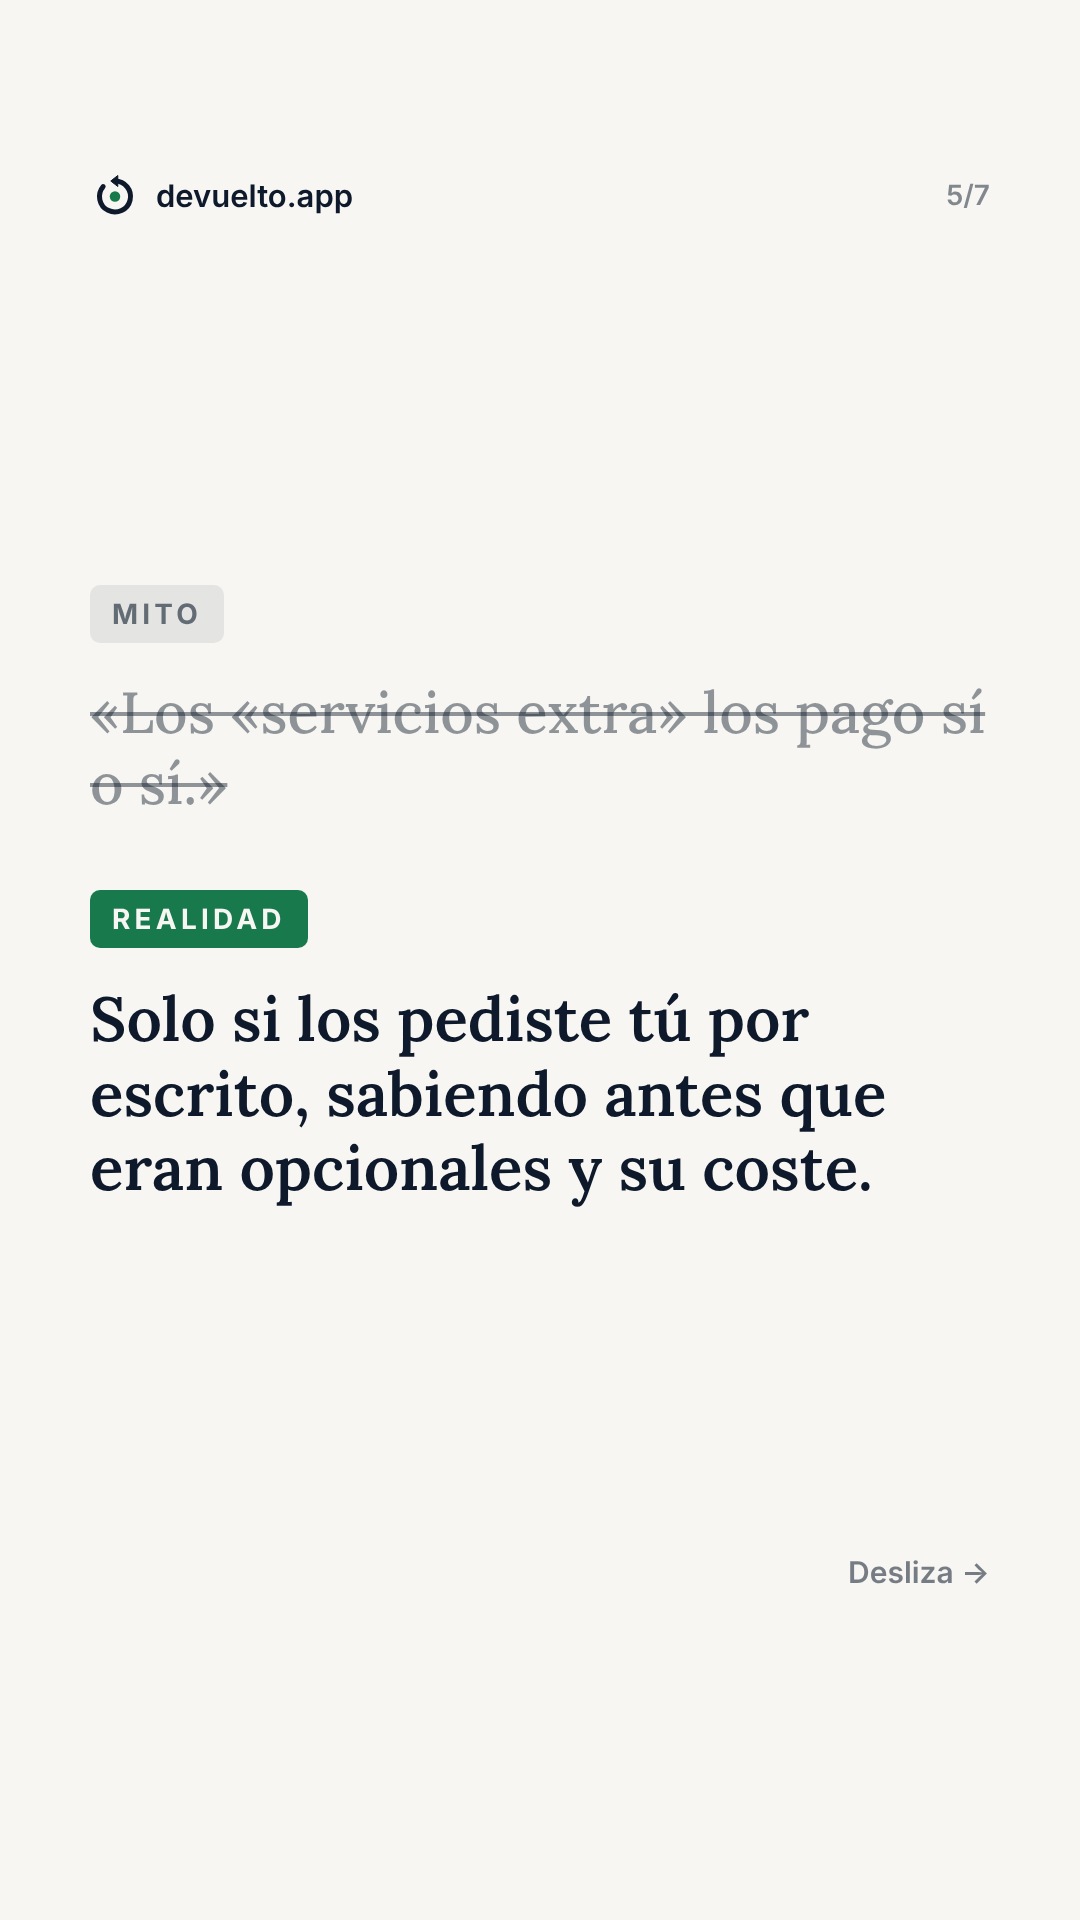 devuelto.app
5/7
MITO
«Los «servicios extra» los pago sí
o sí.»
REALIDAD
Solo si los pediste tú por
escrito, sabiendo antes que
eran opcionales y su coste.
Desliza →